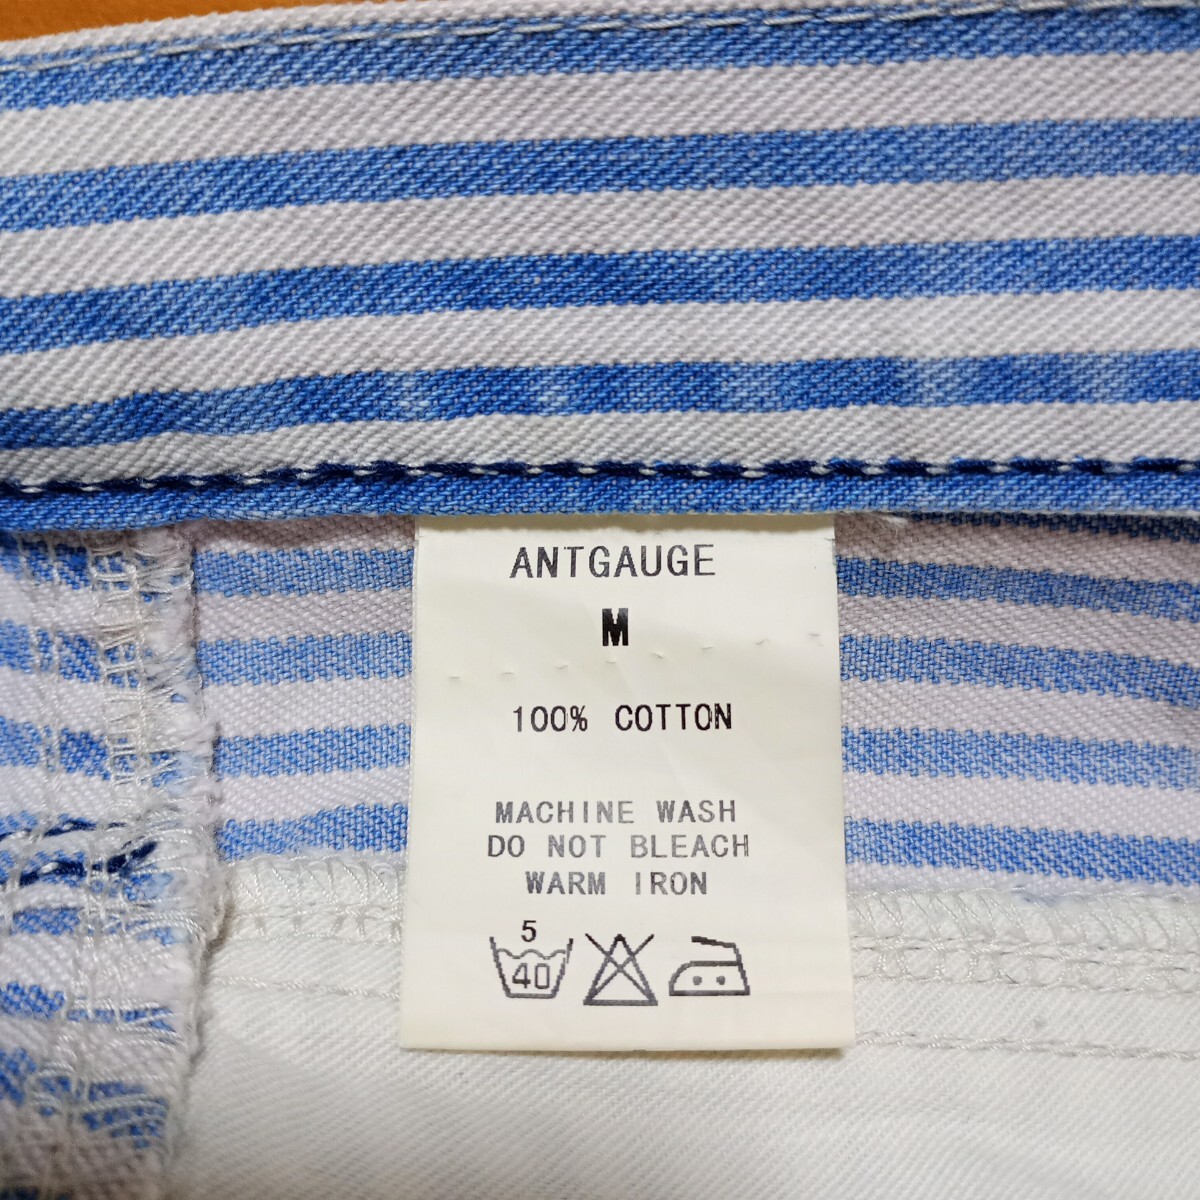 ANTGAUGE
M
100% COTTON
MACHINE WASH
DO NOT BLEACH
WARM IRON
5
40